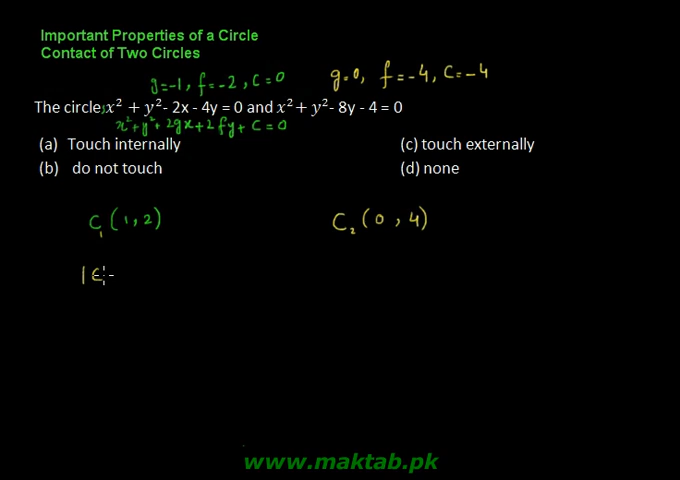 Important Properties of a Circle
Contact of Two Circles
g=-1, f=-2, c=0 g=0, f=-4, c=-4
The circle x² + y² - 2x - 4y = 0 and x² + y² - 8y - 4 = 0
x²+y²+2gx+2fy+c=0
(a) Touch internally (c) touch externally
(b) do not touch (d) none
C₁(1,2) C₂(0,4)
www.maktab.pk